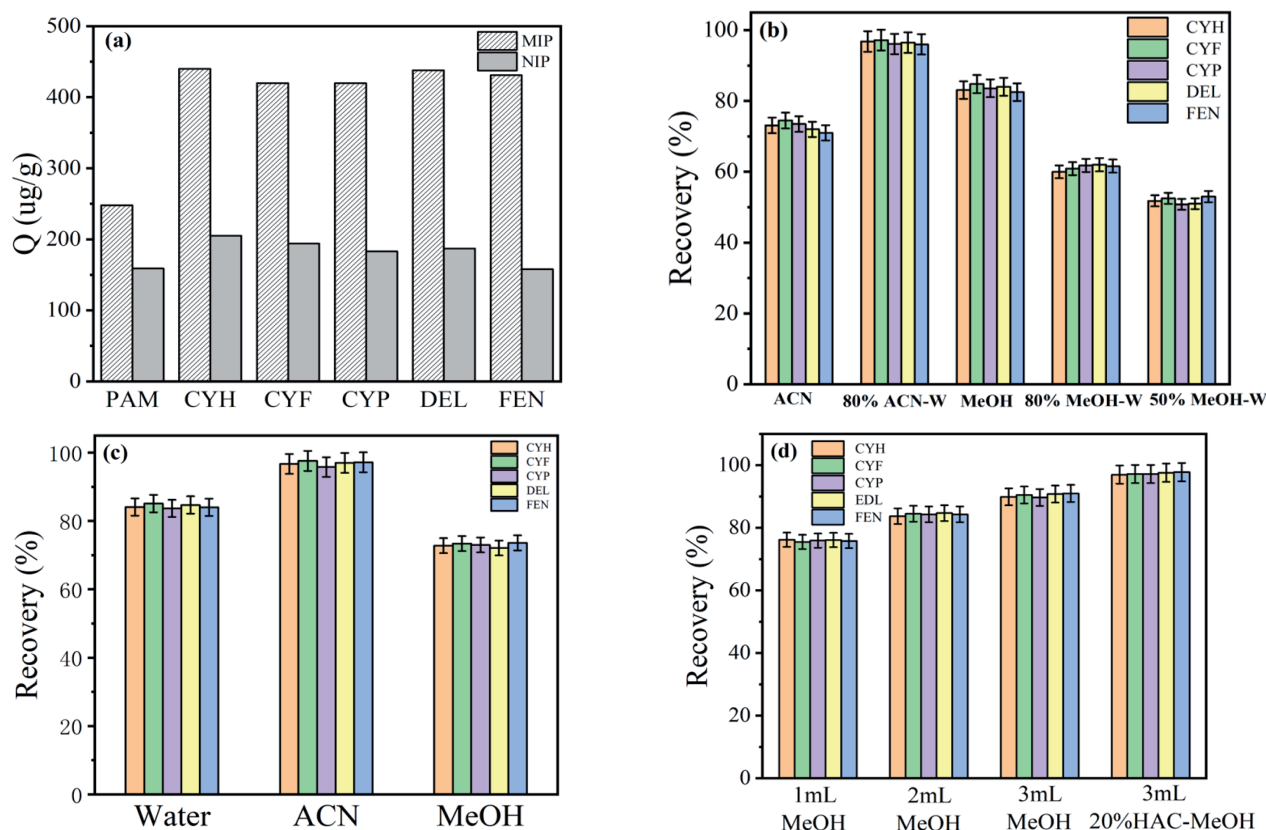 (a)
MIP
NIP
Q (ug/g)
500
400
300
200
100
0
PAM CYH CYF CYP DEL FEN
(b)
CYH
CYF
CYP
DEL
FEN
Recovery (%)
100
80
60
40
20
0
ACN 80% ACN-W MeOH 80% MeOH-W 50% MeOH-W
(c)
CYH
CYF
CYP
DEL
FEN
Recovery (%)
100
80
60
40
20
0
Water ACN MeOH
(d)
CYH
CYF
CYP
EDL
FEN
Recovery (%)
100
80
60
40
20
0
1mL 2mL 3mL 3mL
MeOH MeOH MeOH 20%HAC-MeOH